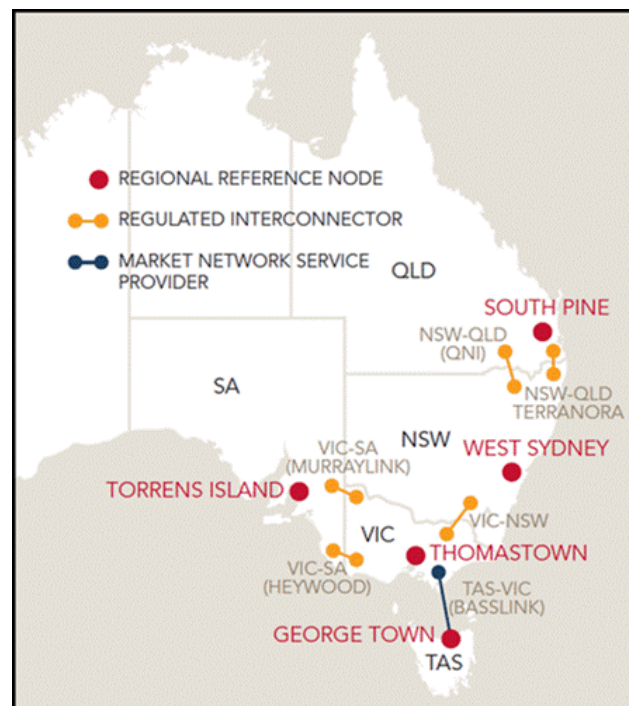 REGIONAL REFERENCE NODE
REGULATED INTERCONNECTOR
MARKET NETWORK SERVICE
PROVIDER
QLD
SOUTH PINE
NSW-QLD
(QNI)
SA
NSW-QLD
TERRANORA
NSW
VIC-SA
(MURRAYLINK)
WEST SYDNEY
TORRENS ISLAND
VIC-NSW
VIC
THOMASTOWN
VIC-SA
(HEYWOOD)
TAS-VIC
(BASSLINK)
GEORGE TOWN
TAS